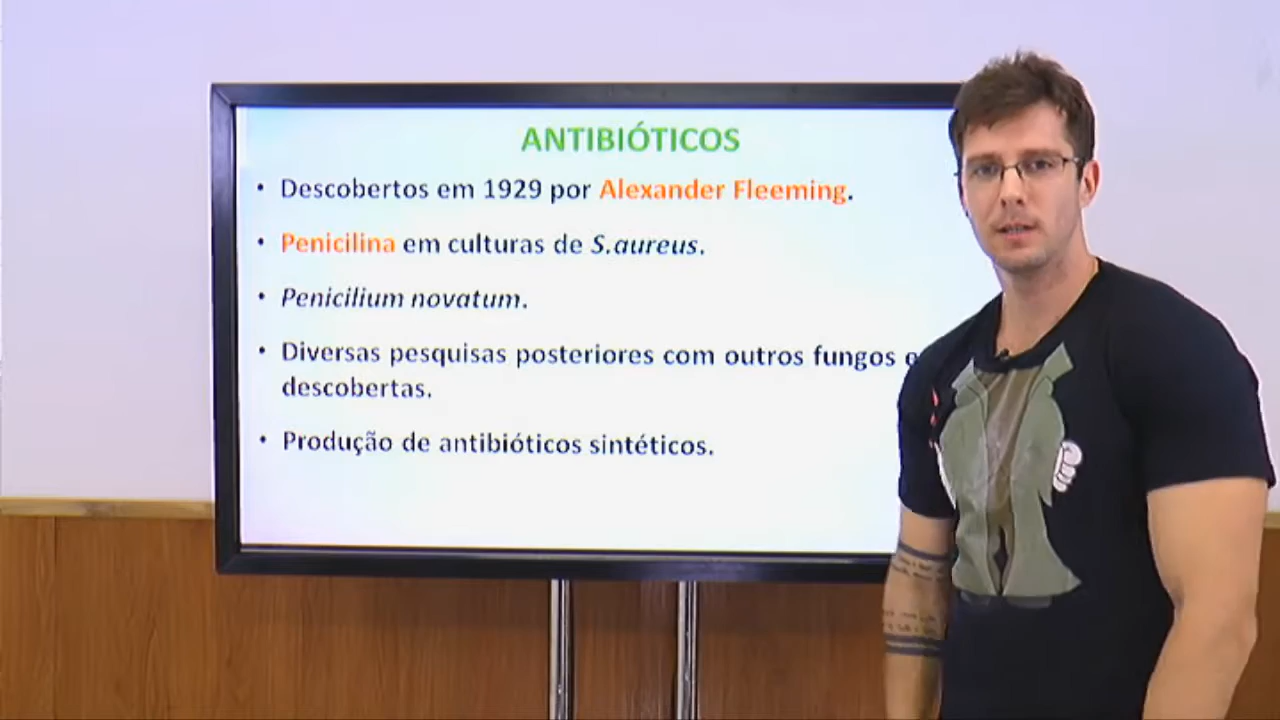 ANTIBIÓTICOS
• Descobertos em 1929 por Alexander Fleeming.
• Penicilina em culturas de S.aureus.
• Penicilium novatum.
• Diversas pesquisas posteriores com outros fungos e
descobertas.
• Produção de antibióticos sintéticos.